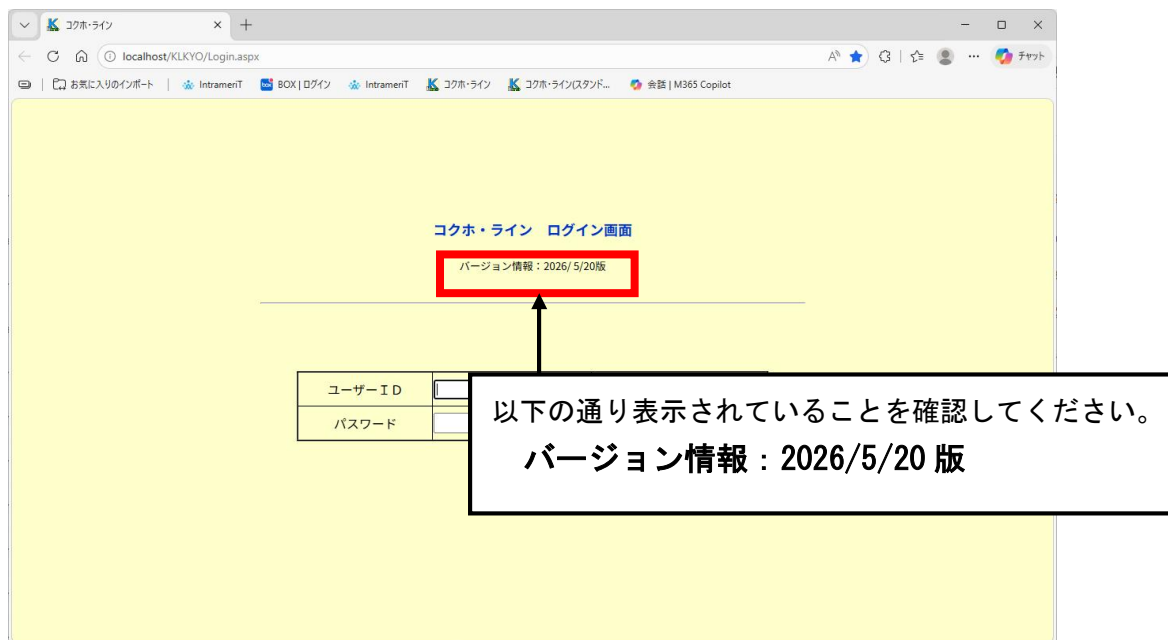 コクホ・ライン
localhost/KLKYO/Login.aspx
チャット
お気に入りのインポート
IntrameriT
BOX | ログイン
IntrameriT
コクホ・ライン
コクホ・ライン(スタンド...
会話 | M365 Copilot
コクホ・ライン　ログイン画面
バージョン情報：2026/ 5/20版
ユーザーＩＤ
パスワード
以下の通り表示されていることを確認してください。
バージョン情報：2026/5/20 版